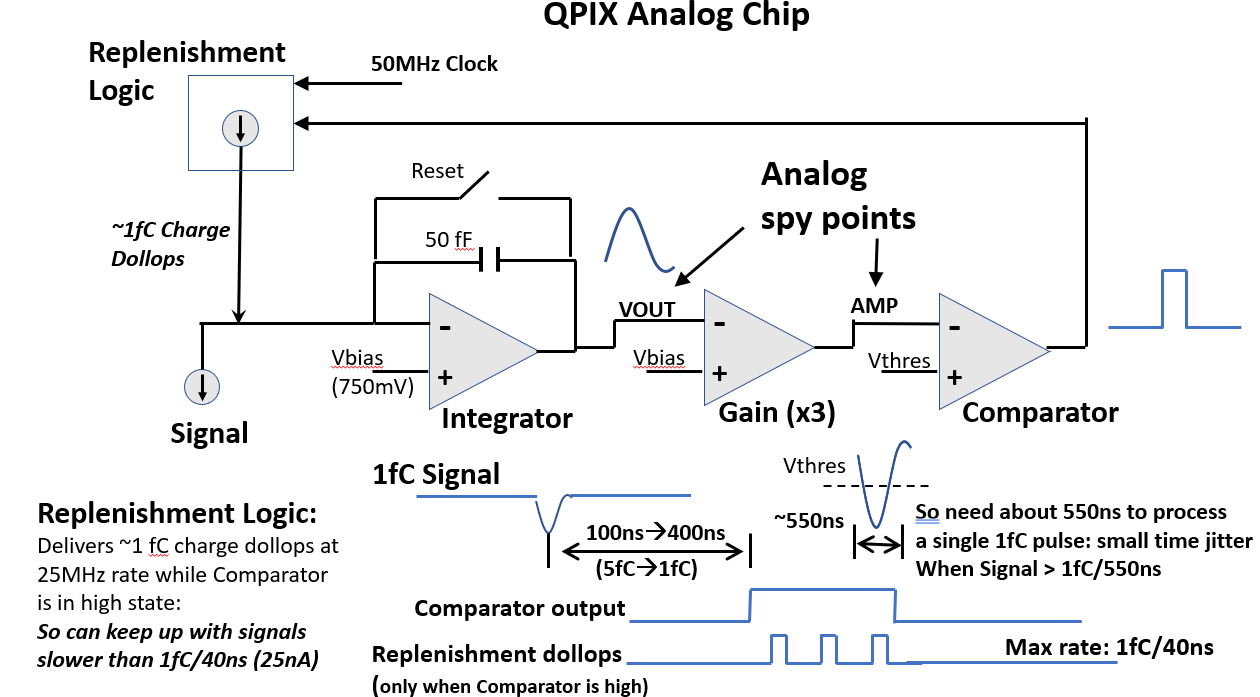 QPIX Analog Chip
Replenishment
Logic
50MHz Clock
Reset
Analog
spy points
~1fC Charge
Dollops
50 fF
VOUT
AMP
-
-
-
Vbias
(750mV)
Vbias
Vthres
+
+
+
Integrator
Gain (x3)
Comparator
Signal
1fC Signal
Vthres
Replenishment Logic:
Delivers ~1 fC charge dollops at
25MHz rate while Comparator
is in high state:
So can keep up with signals
slower than 1fC/40ns (25nA)
100ns→400ns
(5fC→1fC)
~550ns
So need about 550ns to process
a single 1fC pulse: small time jitter
When Signal > 1fC/550ns
Comparator output
Replenishment dollops
(only when Comparator is high)
Max rate: 1fC/40ns